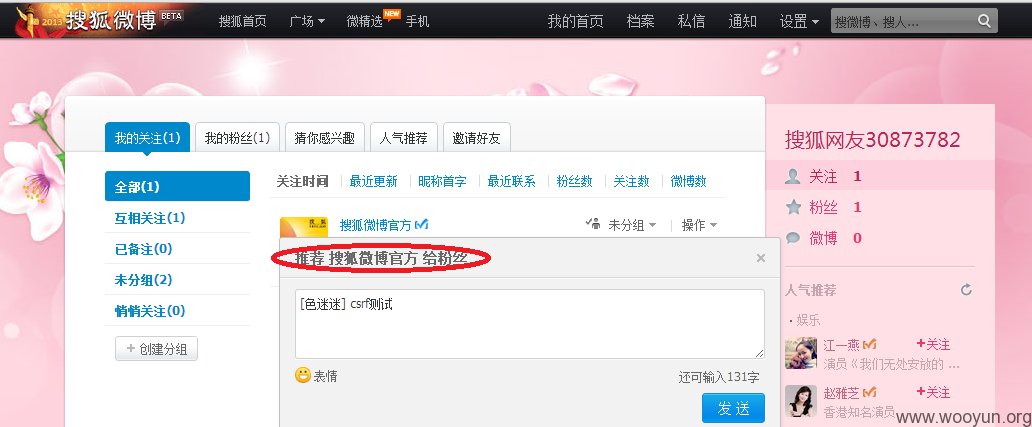 2013 搜狐微博 BETA 搜狐首页 广场 微精选 NEW 手机 我的首页 档案 私信 通知 设置 搜微博、搜人...
我的关注(1) 我的粉丝(1) 猜你感兴趣 人气推荐 邀请好友
全部(1)
互相关注(1)
已备注(0)
未分组(2)
悄悄关注(0)
+ 创建分组
关注时间 最近更新 昵称首字 最近联系 粉丝数 关注数 微博数
搜狐微博官方 未分组 操作
推荐 搜狐微博官方 给粉丝 ×
[色迷迷] csrf测试
表情 还可输入131字
发 送
搜狐网友30873782
关注 1
粉丝 1
微博 0
人气推荐
· 娱乐
江一燕 +关注
演员《我们无处安放的 ...
赵雅芝 +关注
香港知名演员
www.wooyun.org